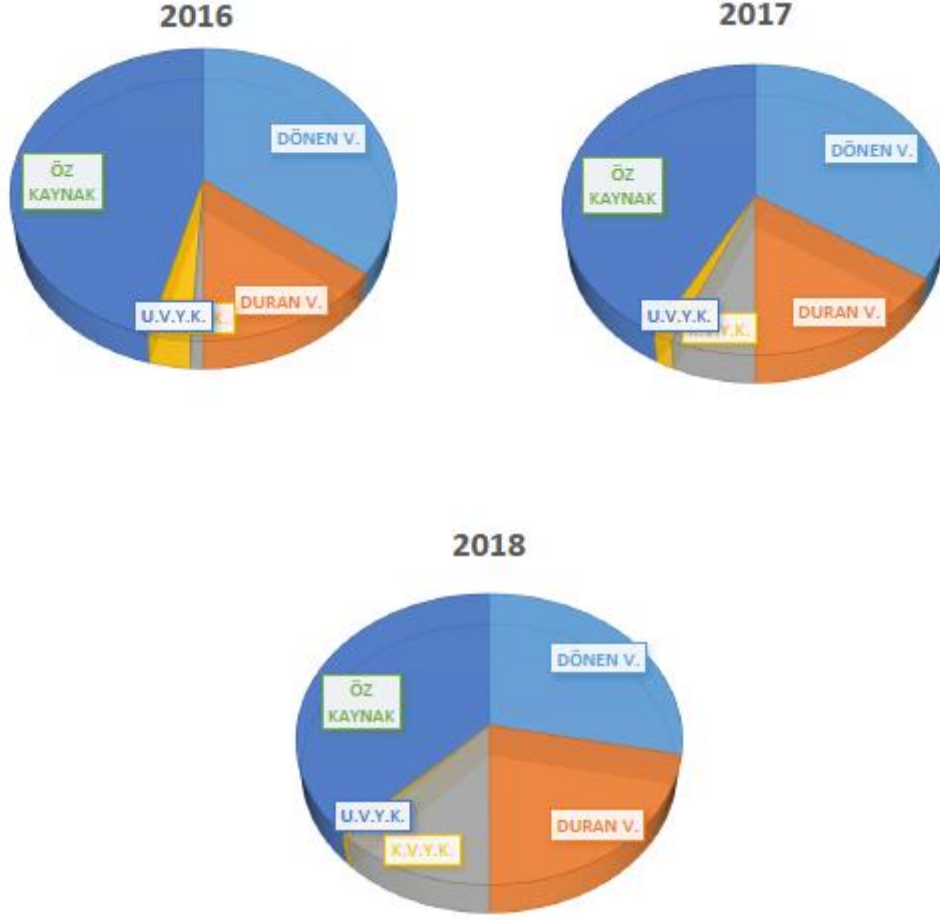 2016
DÖNEN V.
ÖZ
KAYNAK
U.V.Y.K.
DURAN V.
2017
DÖNEN V.
ÖZ
KAYNAK
U.V.Y.K.
K.V.Y.K.
DURAN V.
2018
DÖNEN V.
ÖZ
KAYNAK
U.V.Y.K.
K.V.Y.K.
DURAN V.